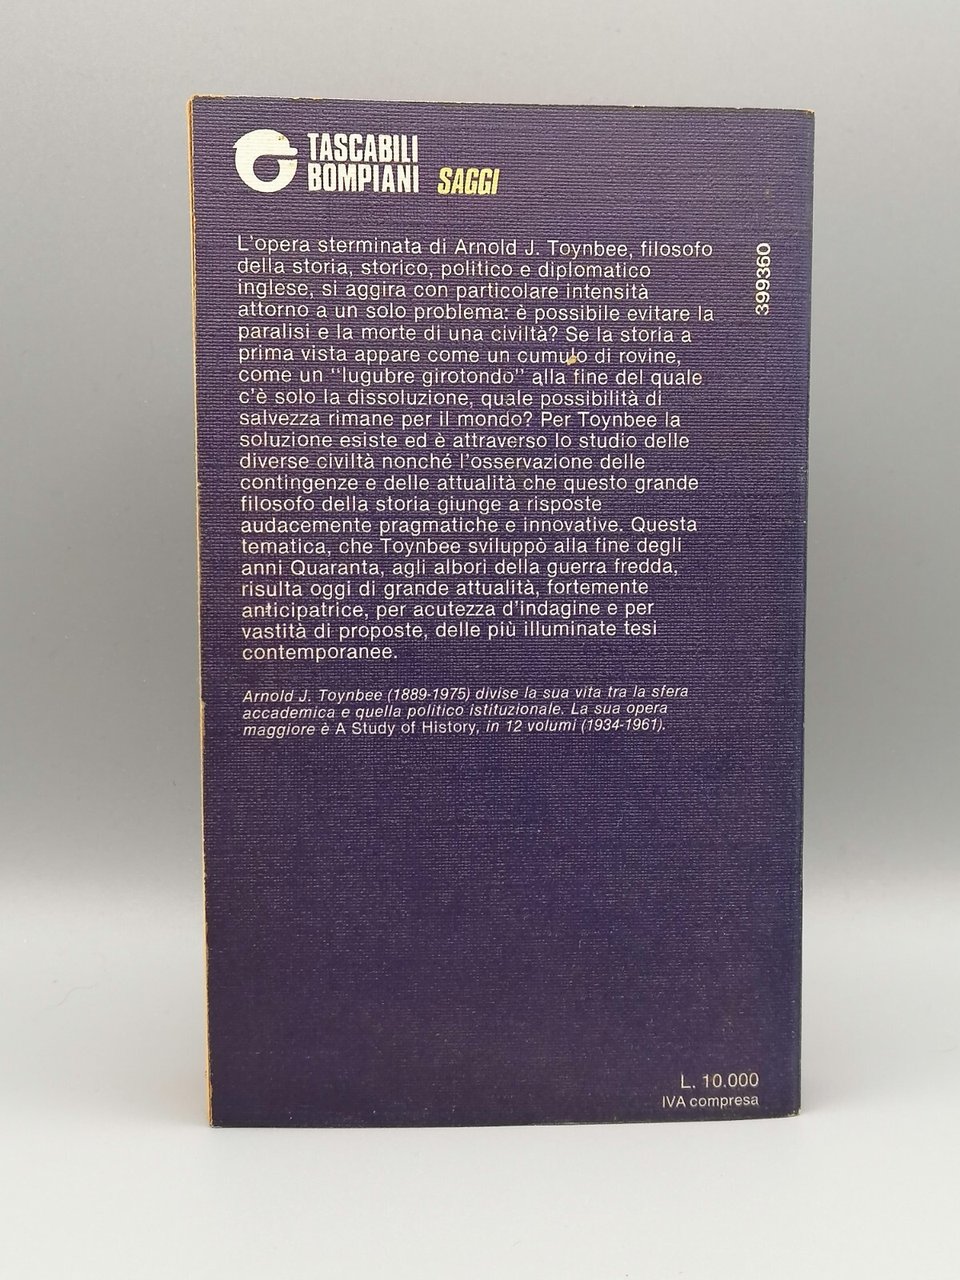 TASCABILI
BOMPIANI SAGGI
L'opera sterminata di Arnold J. Toynbee, filosofo
della storia, storico, politico e diplomatico
inglese, si aggira con particolare intensità
attorno a un solo problema: è possibile evitare la
paralisi e la morte di una civiltà? Se la storia a
prima vista appare come un cumulo di rovine,
come un "lugubre girotondo" alla fine del quale
c'è solo la dissoluzione, quale possibilità di
salvezza rimane per il mondo? Per Toynbee la
soluzione esiste ed è attraverso lo studio delle
diverse civiltà nonché l'osservazione delle
contingenze e delle attualità che questo grande
filosofo della storia giunge a risposte
audacemente pragmatiche e innovative. Questa
tematica, che Toynbee sviluppò alla fine degli
anni Quaranta, agli albori della guerra fredda,
risulta oggi di grande attualità, fortemente
anticipatrice, per acutezza d'indagine e per
vastità di proposte, delle più illuminate tesi
contemporanee.
Arnold J. Toynbee (1889-1975) divise la sua vita tra la sfera
accademica e quella politico istituzionale. La sua opera
maggiore è A Study of History, in 12 volumi (1934-1961).
399360
L. 10.000
IVA compresa